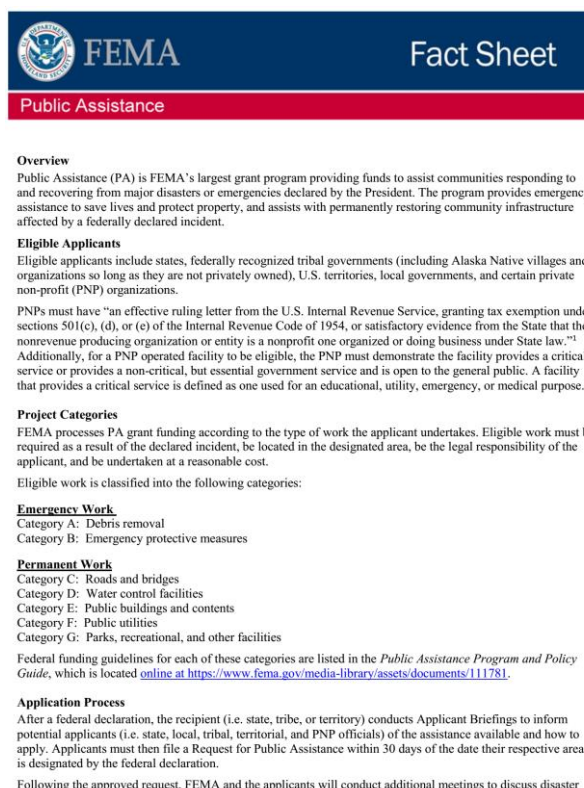 FEMA
Fact Sheet
Public Assistance
Overview
Public Assistance (PA) is FEMA's largest grant program providing funds to assist communities responding to
and recovering from major disasters or emergencies declared by the President. The program provides emergenc
assistance to save lives and protect property, and assists with permanently restoring community infrastructure
affected by a federally declared incident.
Eligible Applicants
Eligible applicants include states, federally recognized tribal governments (including Alaska Native villages and
organizations so long as they are not privately owned), U.S. territories, local governments, and certain private
non-profit (PNP) organizations.
PNPs must have “an effective ruling letter from the U.S. Internal Revenue Service, granting tax exemption unde
sections 501(c), (d), or (e) of the Internal Revenue Code of 1954, or satisfactory evidence from the State that the
nonrevenue producing organization or entity is a nonprofit one organized or doing business under State law.”1
Additionally, for a PNP operated facility to be eligible, the PNP must demonstrate the facility provides a critical
service or provides a non-critical, but essential government service and is open to the general public. A facility
that provides a critical service is defined as one used for an educational, utility, emergency, or medical purpose.
Project Categories
FEMA processes PA grant funding according to the type of work the applicant undertakes. Eligible work must b
required as a result of the declared incident, be located in the designated area, be the legal responsibility of the
applicant, and be undertaken at a reasonable cost.
Eligible work is classified into the following categories:
Emergency Work
Category A: Debris removal
Category B: Emergency protective measures
Permanent Work
Category C: Roads and bridges
Category D: Water control facilities
Category E: Public buildings and contents
Category F: Public utilities
Category G: Parks, recreational, and other facilities
Federal funding guidelines for each of these categories are listed in the Public Assistance Program and Policy
Guide, which is located online at https://www.fema.gov/media-library/assets/documents/111781.
Application Process
After a federal declaration, the recipient (i.e. state, tribe, or territory) conducts Applicant Briefings to inform
potential applicants (i.e. state, local, tribal, territorial, and PNP officials) of the assistance available and how to
apply. Applicants must then file a Request for Public Assistance within 30 days of the date their respective area
is designated by the federal declaration.
Following the approved request, FEMA and the applicants will conduct additional meetings to discuss disaster